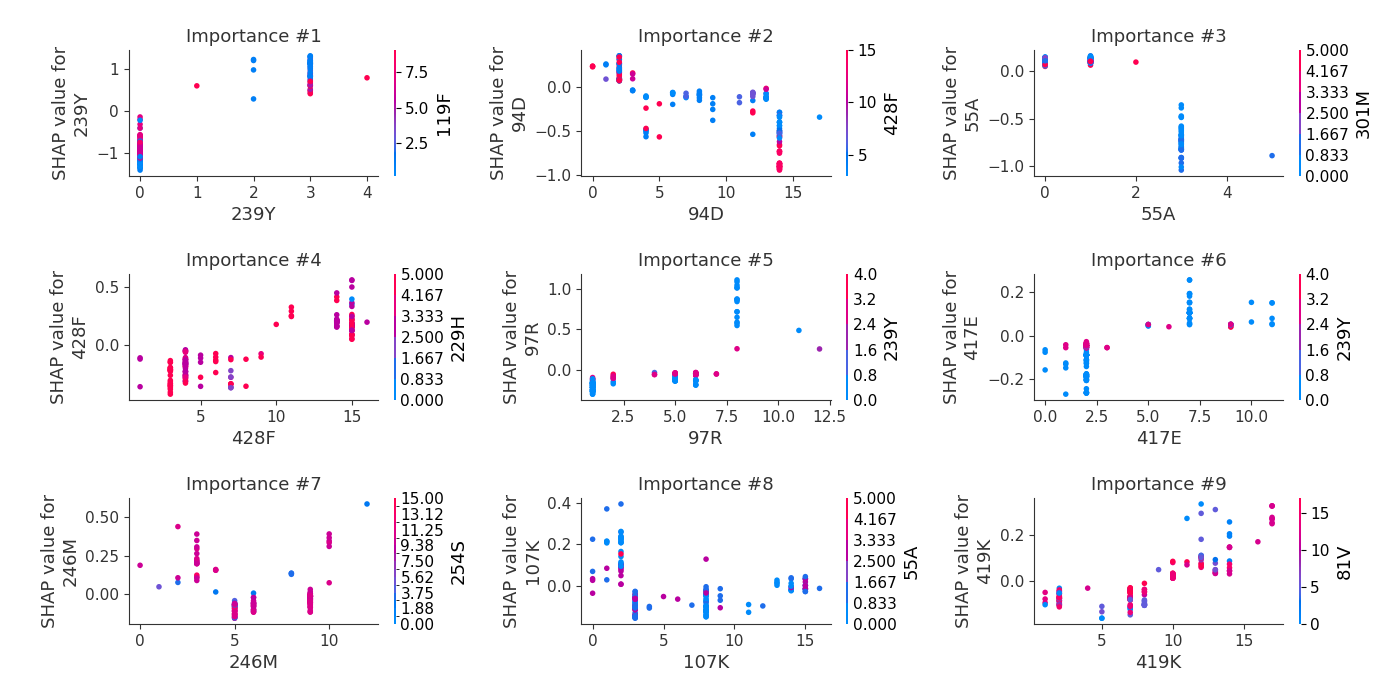 Importance #1
SHAP value for
239Y
1
0
−1
0
1
2
3
4
239Y
7.5
5.0
2.5
119F
Importance #2
SHAP value for
94D
0.0
−0.5
−1.0
0
5
10
15
94D
15
10
5
428F
Importance #3
SHAP value for
55A
0.0
−0.5
−1.0
0
2
4
55A
5.000
4.167
3.333
2.500
1.667
0.833
0.000
301M
Importance #4
SHAP value for
428F
0.5
0.0
5
10
15
428F
5.000
4.167
3.333
2.500
1.667
0.833
0.000
229H
Importance #5
SHAP value for
97R
1.0
0.5
0.0
2.5
5.0
7.5
10.0
12.5
97R
4.0
3.2
2.4
1.6
0.8
0.0
239Y
Importance #6
SHAP value for
417E
0.2
0.0
−0.2
0.0
2.5
5.0
7.5
10.0
417E
4.0
3.2
2.4
1.6
0.8
0.0
239Y
Importance #7
SHAP value for
246M
0.50
0.25
0.00
0
5
10
246M
15.00
13.12
11.25
9.38
7.50
5.62
3.75
1.88
0.00
254S
Importance #8
SHAP value for
107K
0.4
0.2
0.0
0
5
10
15
107K
5.000
4.167
3.333
2.500
1.667
0.833
0.000
55A
Importance #9
SHAP value for
419K
0.2
0.0
5
10
15
419K
15
10
5
0
81V